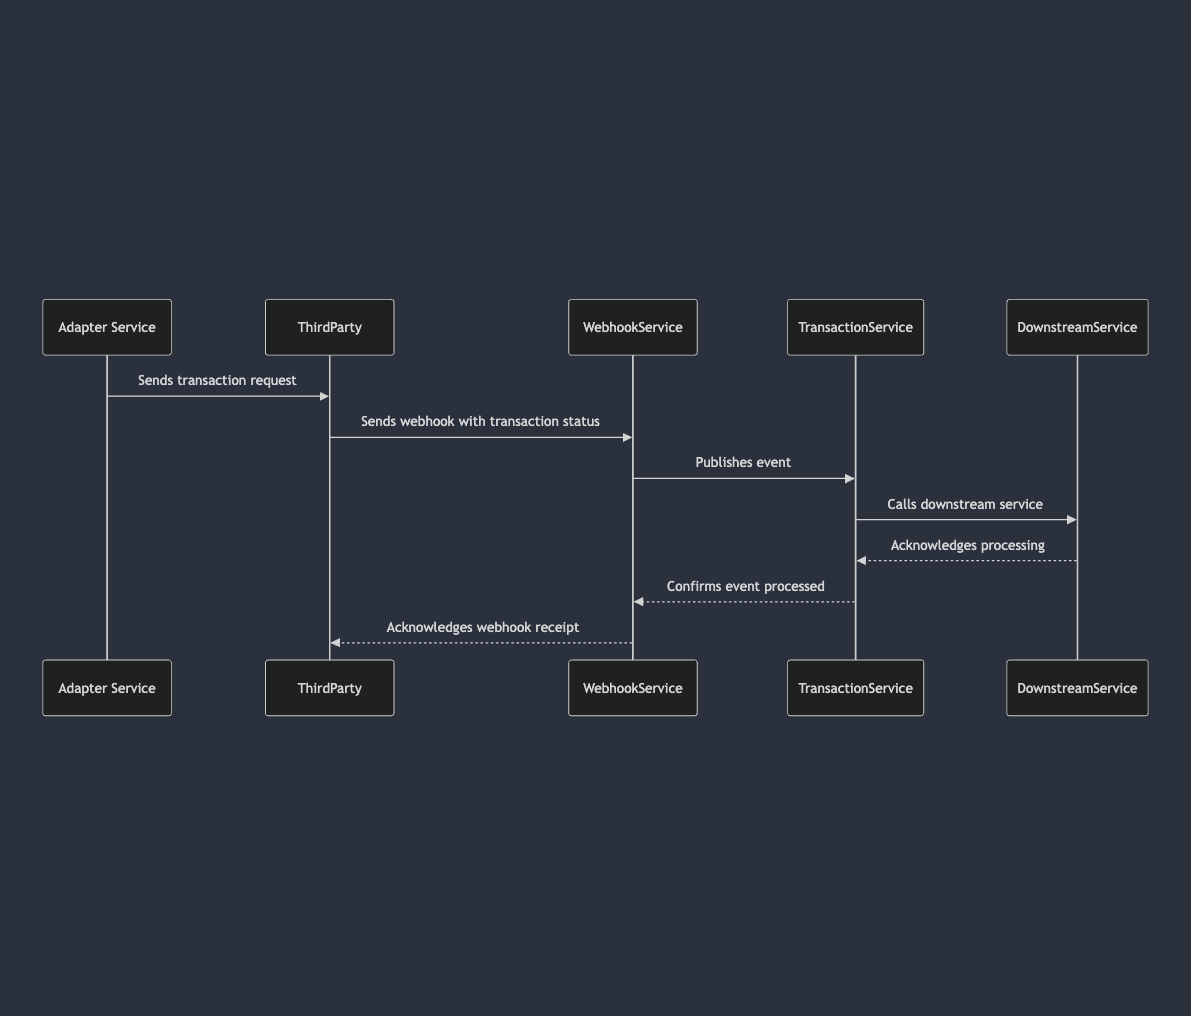 Adapter Service
ThirdParty
WebhookService
TransactionService
DownstreamService
Sends transaction request
Sends webhook with transaction status
Publishes event
Calls downstream service
Acknowledges processing
Confirms event processed
Acknowledges webhook receipt
Adapter Service
ThirdParty
WebhookService
TransactionService
DownstreamService